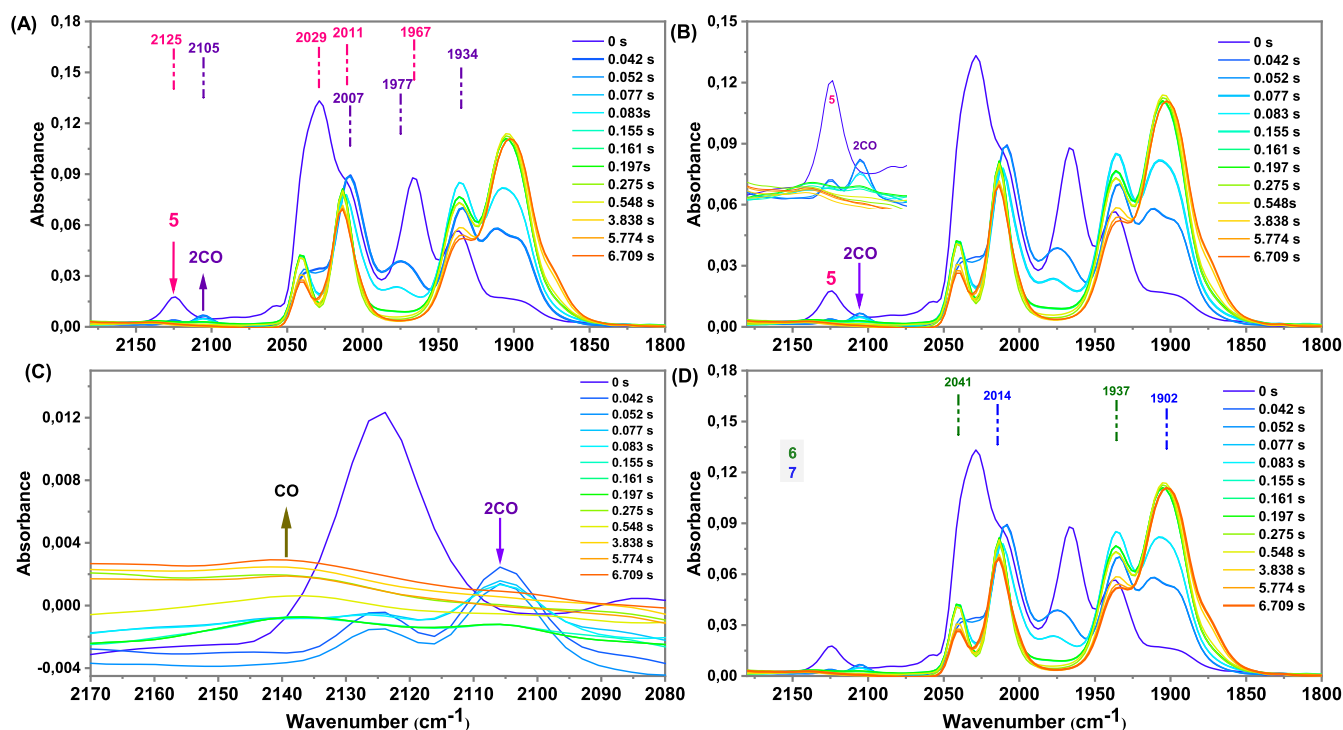 (A)
0,18
0,15
0,12
0,09
0,06
0,03
0,00
Absorbance
2125
2105
2029
2011
1967
2007
1977
1934
5
2CO
0 s
0.042 s
0.052 s
0.077 s
0.083 s
0.155 s
0.161 s
0.197s
0.275 s
0.548 s
3.838 s
5.774 s
6.709 s
2150
2100
2050
2000
1950
1900
1850
1800
(B)
0,15
0,12
0,09
0,06
0,03
0,00
Absorbance
5
2CO
5
2CO
0 s
0.042 s
0.052 s
0.077 s
0.083 s
0.155 s
0.161 s
0.197 s
0.275 s
0.548s
3.838 s
5.774 s
6.709 s
2150
2100
2050
2000
1950
1900
1850
1800
(C)
0,012
0,008
0,004
0,000
-0,004
Absorbance
CO
2CO
0 s
0.042 s
0.052 s
0.077 s
0.083 s
0.155 s
0.161 s
0.197 s
0.275 s
0.548 s
3.838 s
5.774 s
6.709 s
2170
2160
2150
2140
2130
2120
2110
2100
2090
2080
Wavenumber (cm-1)
(D)
0,18
0,15
0,12
0,09
0,06
0,03
0,00
Absorbance
2041
2014
1937
1902
6
7
0 s
0.042 s
0.052 s
0.077 s
0.083 s
0.155 s
0.161 s
0.197 s
0.275 s
0.548 s
3.838 s
5.774 s
6.709 s
2150
2100
2050
2000
1950
1900
1850
1800
Wavenumber (cm-1)